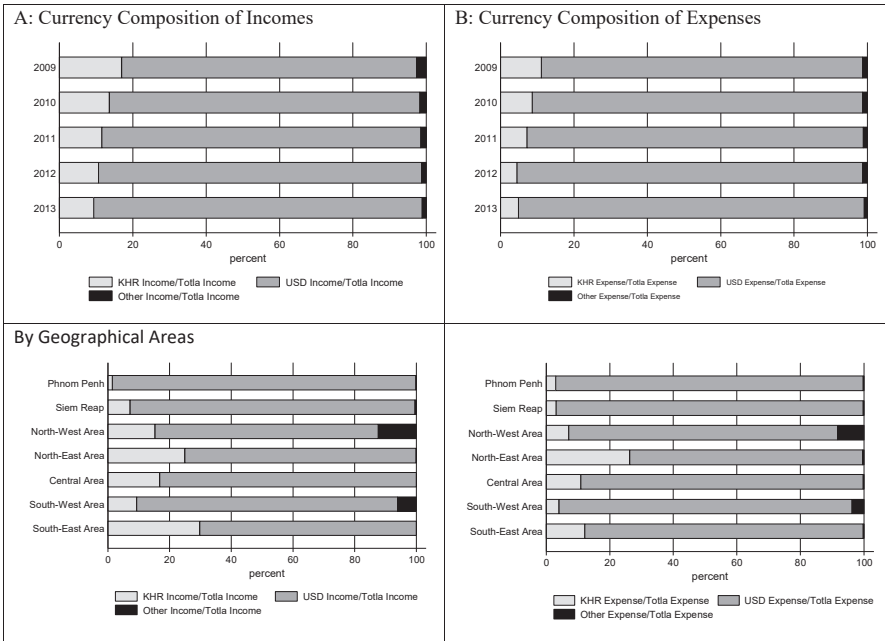 A: Currency Composition of Incomes
2009
2010
2011
2012
2013
0 20 40 60 80 100
percent
KHR Income/Totla Income USD Income/Totla Income
Other Income/Totla Income
B: Currency Composition of Expenses
2009
2010
2011
2012
2013
0 20 40 60 80 100
percent
KHR Expense/Totla Expense USD Expense/Totla Expense
Other Expense/Totla Expense
By Geographical Areas
Phnom Penh
Siem Reap
North-West Area
North-East Area
Central Area
South-West Area
South-East Area
0 20 40 60 80 100
percent
KHR Income/Totla Income USD Income/Totla Income
Other Income/Totla Income
Phnom Penh
Siem Reap
North-West Area
North-East Area
Central Area
South-West Area
South-East Area
0 20 40 60 80 100
percent
KHR Expense/Totla Expense USD Expense/Totla Expense
Other Expense/Totla Expense